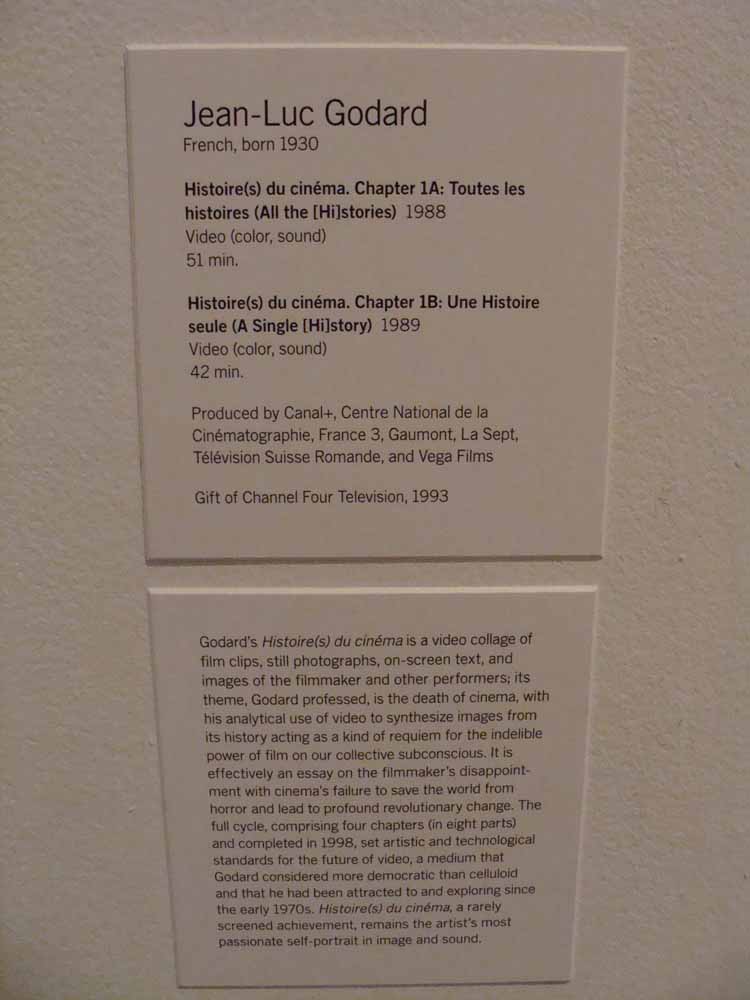 Jean-Luc Godard
French, born 1930
Histoire(s) du cinéma. Chapter 1A: Toutes les
histoires (All the [Hi]stories) 1988
Video (color, sound)
51 min.
Histoire(s) du cinéma. Chapter 1B: Une Histoire
seule (A Single [Hi]story) 1989
Video (color, sound)
42 min.
Produced by Canal+, Centre National de la
Cinématographie, France 3, Gaumont, La Sept,
Télévision Suisse Romande, and Vega Films
Gift of Channel Four Television, 1993
Godard's Histoire(s) du cinéma is a video collage of
film clips, still photographs, on-screen text, and
images of the filmmaker and other performers; its
theme, Godard professed, is the death of cinema, with
his analytical use of video to synthesize images from
its history acting as a kind of requiem for the indelible
power of film on our collective subconscious. It is
effectively an essay on the filmmaker's disappoint-
ment with cinema's failure to save the world from
horror and lead to profound revolutionary change. The
full cycle, comprising four chapters (in eight parts)
and completed in 1998, set artistic and technological
standards for the future of video, a medium that
Godard considered more democratic than celluloid
and that he had been attracted to and exploring since
the early 1970s. Histoire(s) du cinéma, a rarely
screened achievement, remains the artist's most
passionate self-portrait in image and sound.